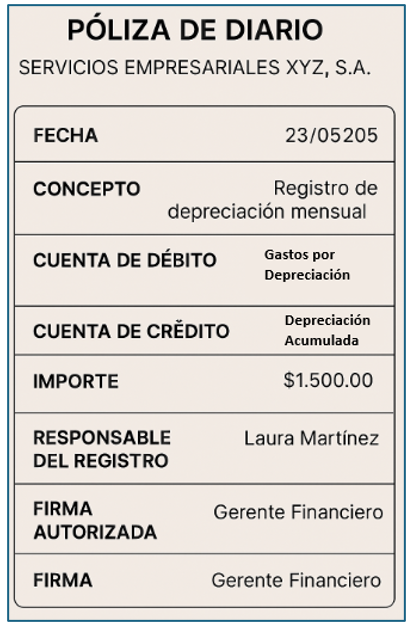 PÓLIZA DE DIARIO
SERVICIOS EMPRESARIALES XYZ, S.A.
FECHA 23/05205
CONCEPTO Registro de
depreciación mensual
CUENTA DE DÉBITO Gastos por
Depreciación
CUENTA DE CRĔDITO Depreciación
Acumulada
IMPORTE $1.500.00
RESPONSABLE Laura Martínez
DEL REGISTRO
FIRMA Gerente Financiero
AUTORIZADA
FIRMA Gerente Financiero